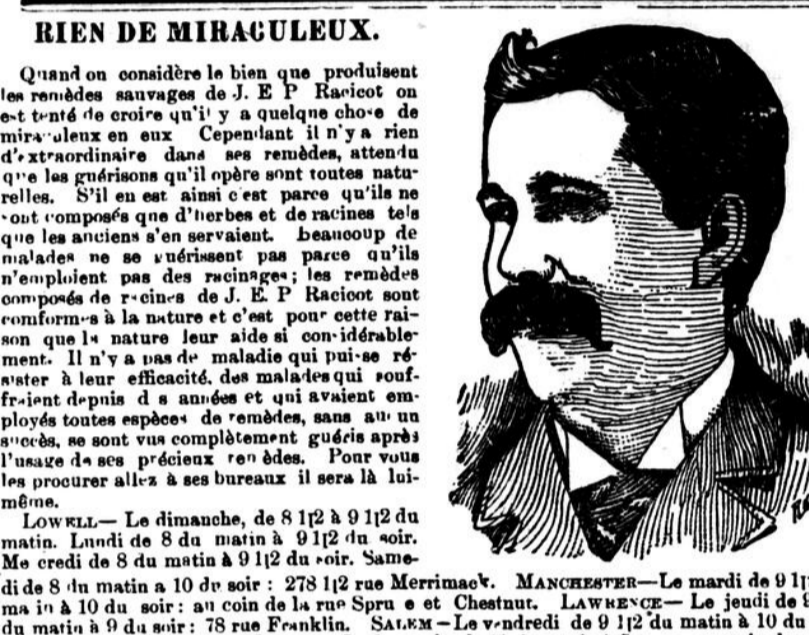 RIEN DE MIRACULEUX.
Quand on considère le bien que produisent
les remèdes sauvages de J. E P Racicot on
est tenté de croire qu'il y a quelque chose de
miraculeux en eux Cependant il n'y a rien
d'extraordinaire dans ses remèdes, attendu
que les guérisons qu'il opère sont toutes natu-
relles. S'il en est ainsi c'est parce qu'ils ne
sont composés que d'herbes et de racines tels
que les anciens s'en servaient. Beaucoup de
malades ne se guérissent pas parce qu'ils
n'emploient pas des racinages; les remèdes
composés de racines de J. E. P Racicot sont
comformes à la nature et c'est pour cette rai-
son que la nature leur aide si considérable-
ment. Il n'y a pas de maladie qui puisse ré-
sister à leur efficacité. des malades qui souf-
fraient depuis des années et qui avaient em-
ployés toutes espèces de remèdes, sans aucun
succès, se sont vus complètement guéris après
l'usage de ses précieux remèdes. Pour vous
les procurer allez à ses bureaux il sera là lui-
même.
LOWELL— Le dimanche, de 8 1|2 à 9 1|2 du
matin. Lundi de 8 du matin à 9 1|2 du soir.
Mercredi de 8 du matin à 9 1|2 du soir. Same-
di de 8 du matin a 10 du soir : 278 1|2 rue Merrimack. MANCHESTER—Le mardi de 9 1|
matin à 10 du soir : au coin de la rue Spruce et Chestnut. LAWRENCE— Le jeudi de
du matin à 9 du soir : 78 rue Franklin. SALEM—Le vendredi de 9 1|2 du matin à 10 du